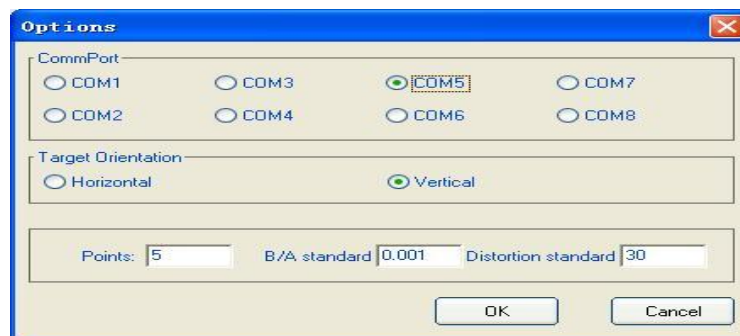 Options
CommPort
COM1 COM3 COM5 COM7
COM2 COM4 COM6 COM8
Target Orientation
Horizontal Vertical
Points: 5 B/A standard 0.001 Distortion standard 30
OK Cancel